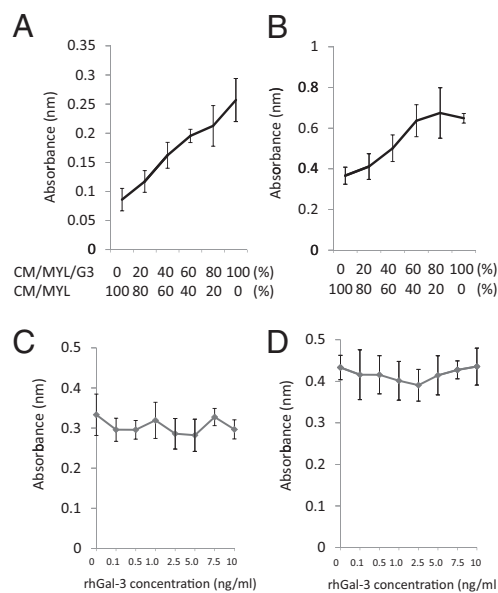 A
Absorbance (nm)
0.35
0.3
0.25
0.2
0.15
0.1
0.05
0
B
Absorbance (nm)
1
0.8
0.6
0.4
0.2
0
CM/MYL/G3 0 20 40 60 80 100 (%)
CM/MYL 100 80 60 40 20 0 (%)
0 20 40 60 80 100 (%)
100 80 60 40 20 0 (%)
C
Absorbance (nm)
0.5
0.4
0.3
0.2
0.1
0
0 0.1 0.5 1.0 2.5 5.0 7.5 10
rhGal-3 concentration (ng/ml)
D
Absorbance (nm)
0.5
0.4
0.3
0.2
0.1
0
0 0.1 0.5 1.0 2.5 5.0 7.5 10
rhGal-3 concentration (ng/ml)